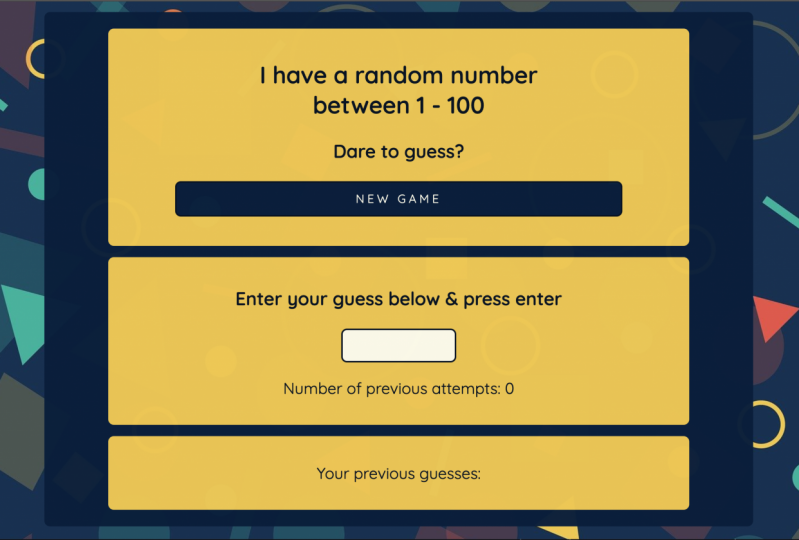 I have a random number
between 1 - 100
Dare to guess?
NEW GAME
Enter your guess below & press enter
Number of previous attempts: 0
Your previous guesses: